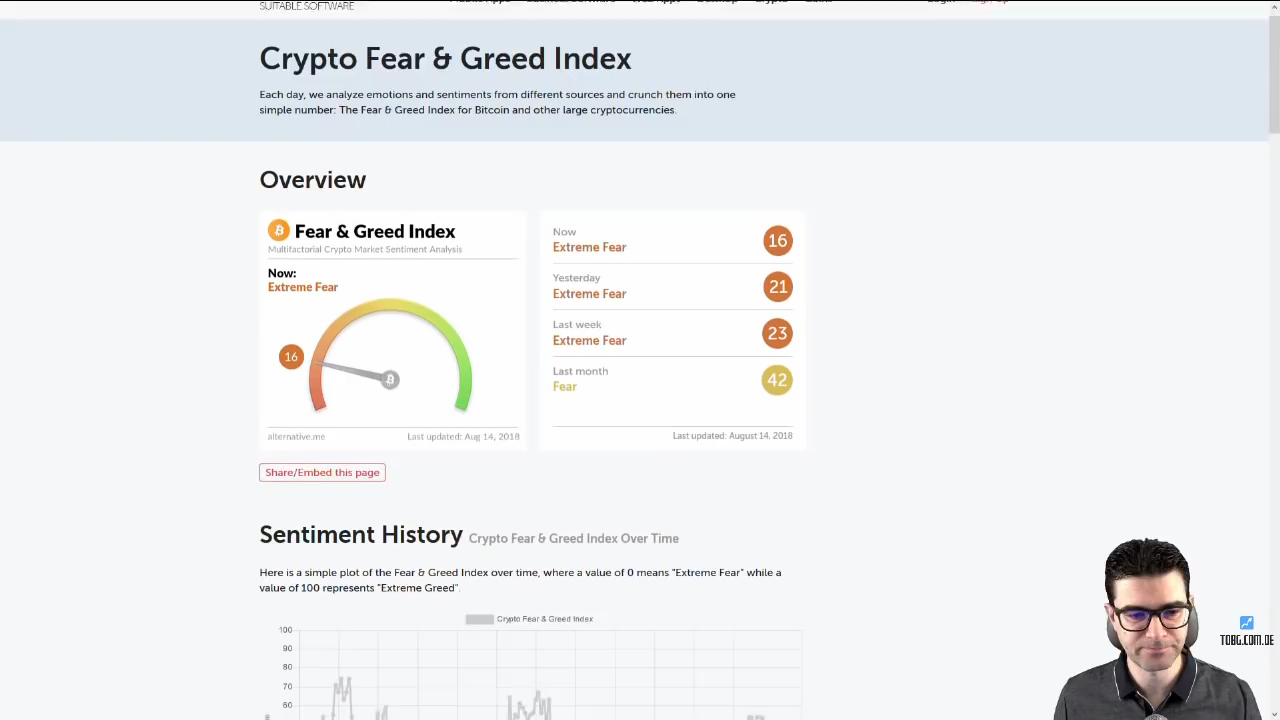 SUITABLE SOFTWARE
Crypto Fear & Greed Index
Each day, we analyze emotions and sentiments from different sources and crunch them into one
simple number: The Fear & Greed Index for Bitcoin and other large cryptocurrencies.
Overview
Fear & Greed Index
Multifactorial Crypto Market Sentiment Analysis
Now:
Extreme Fear
16
alternative.me
Last updated: Aug 14, 2018
Now
Extreme Fear
16
Yesterday
Extreme Fear
21
Last week
Extreme Fear
23
Last month
Fear
42
Last updated: August 14, 2018
Share/Embed this page
Sentiment History Crypto Fear & Greed Index Over Time
Here is a simple plot of the Fear & Greed Index over time, where a value of 0 means "Extreme Fear" while a
value of 100 represents "Extreme Greed".
Crypto Fear & Greed Index
100
90
80
70
60
TOBG.COM.DE